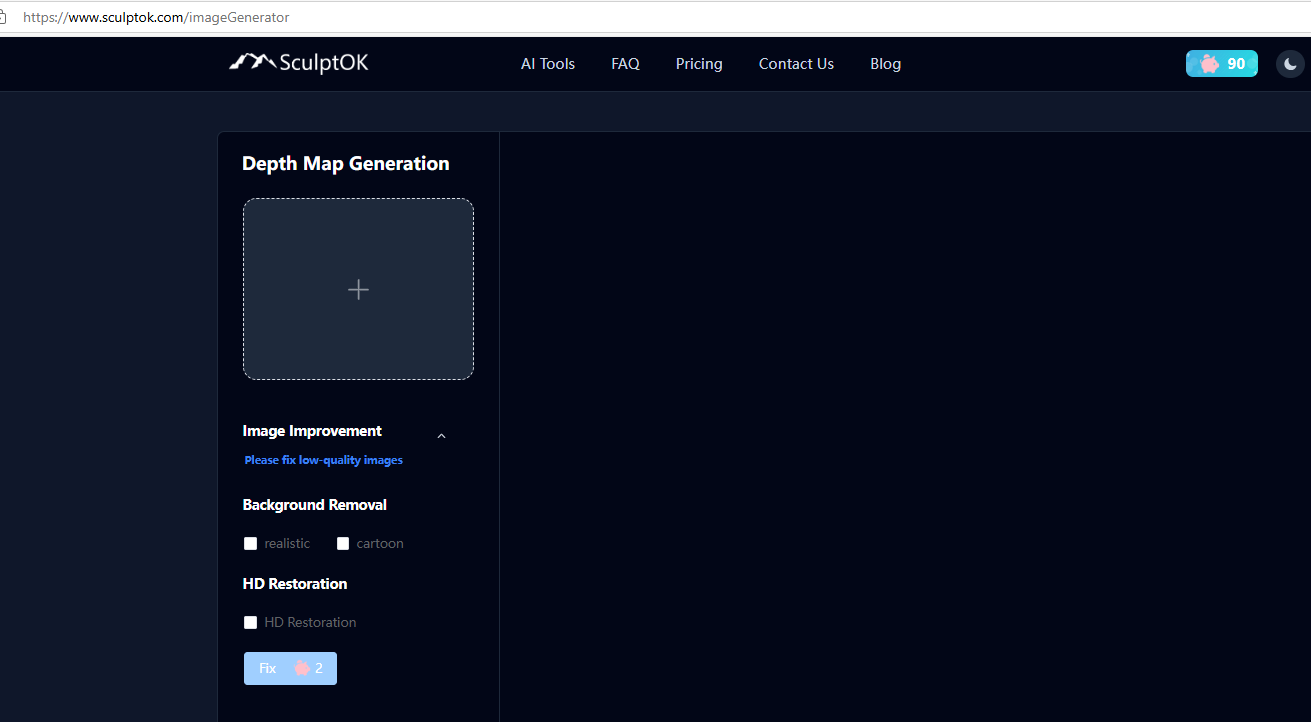 https://www.sculptok.com/imageGenerator
SculptOK AI Tools FAQ Pricing Contact Us Blog 90
Depth Map Generation
Image Improvement
Please fix low-quality images
Background Removal
realistic cartoon
HD Restoration
HD Restoration
Fix 2